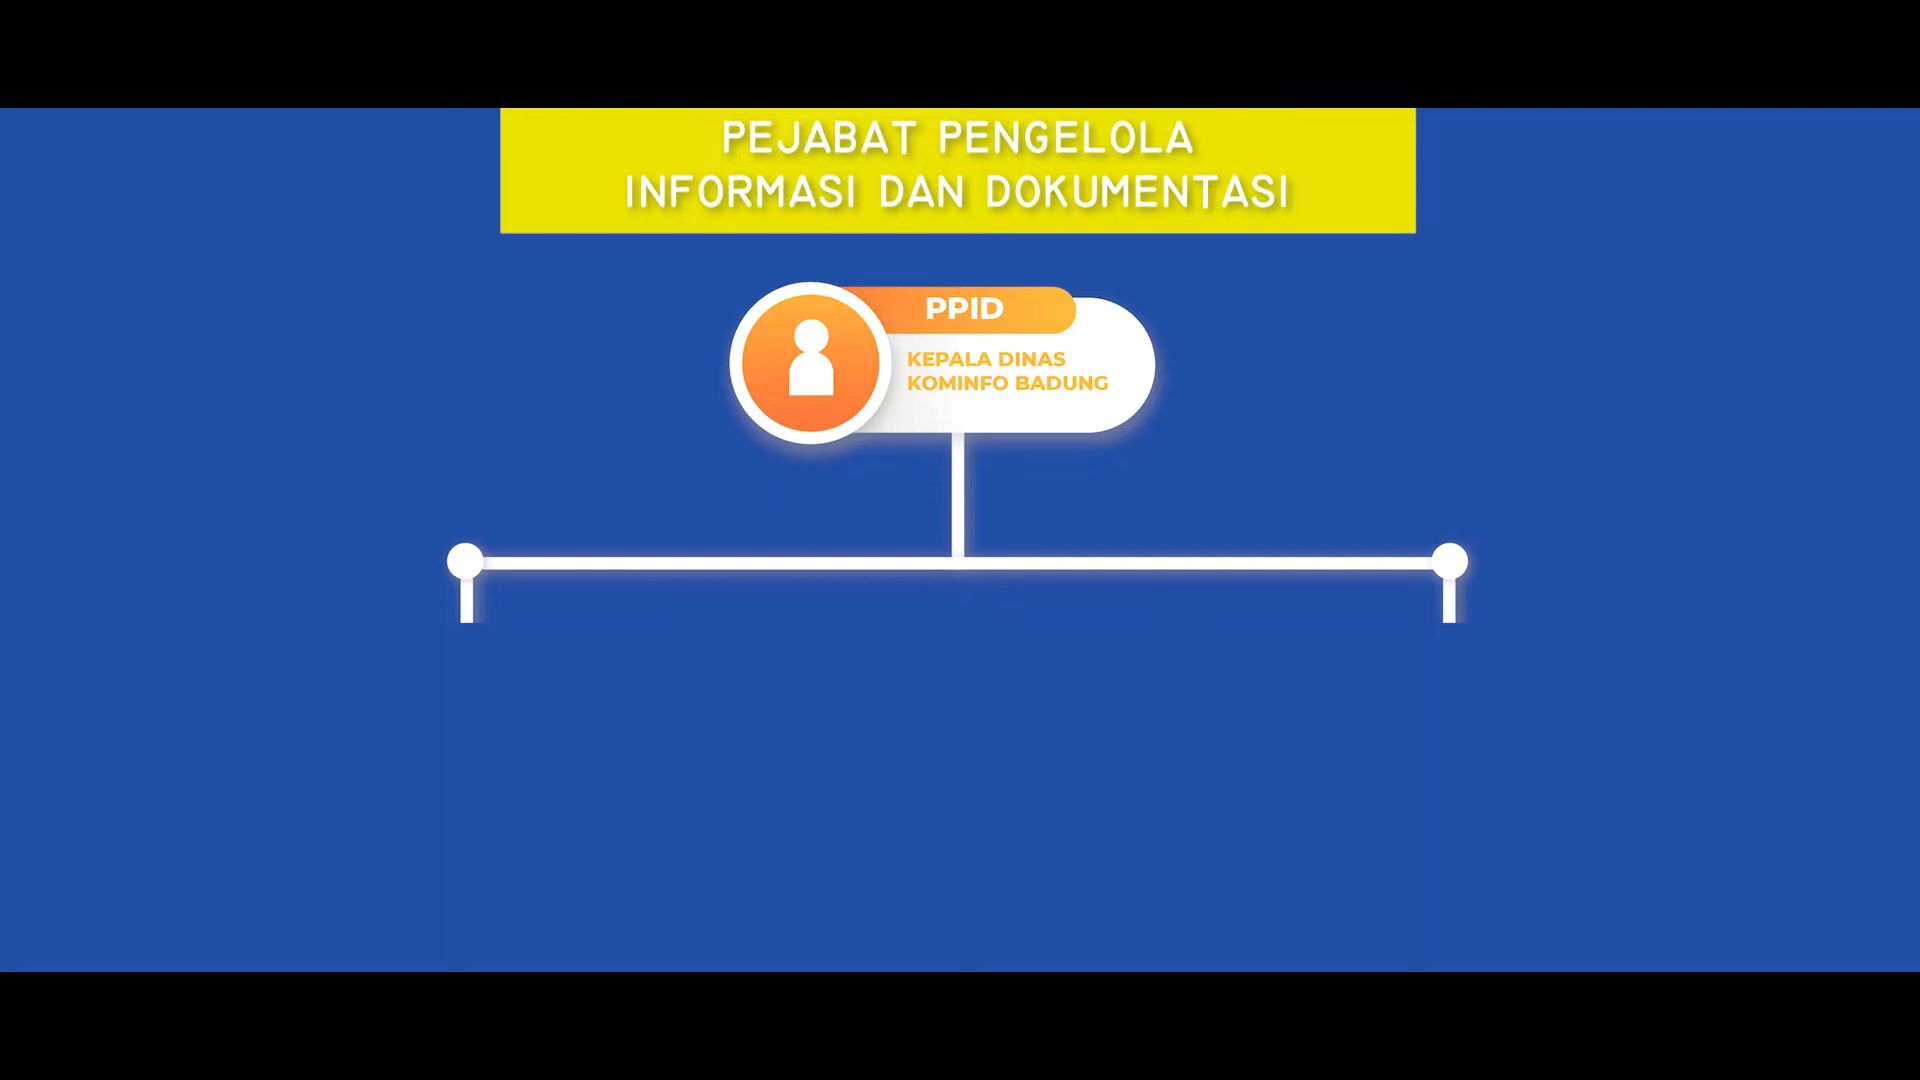 PEJABAT PENGELOLA
INFORMASI DAN DOKUMENTASI
PPID
KEPALA DINAS
KOMINFO BADUNG